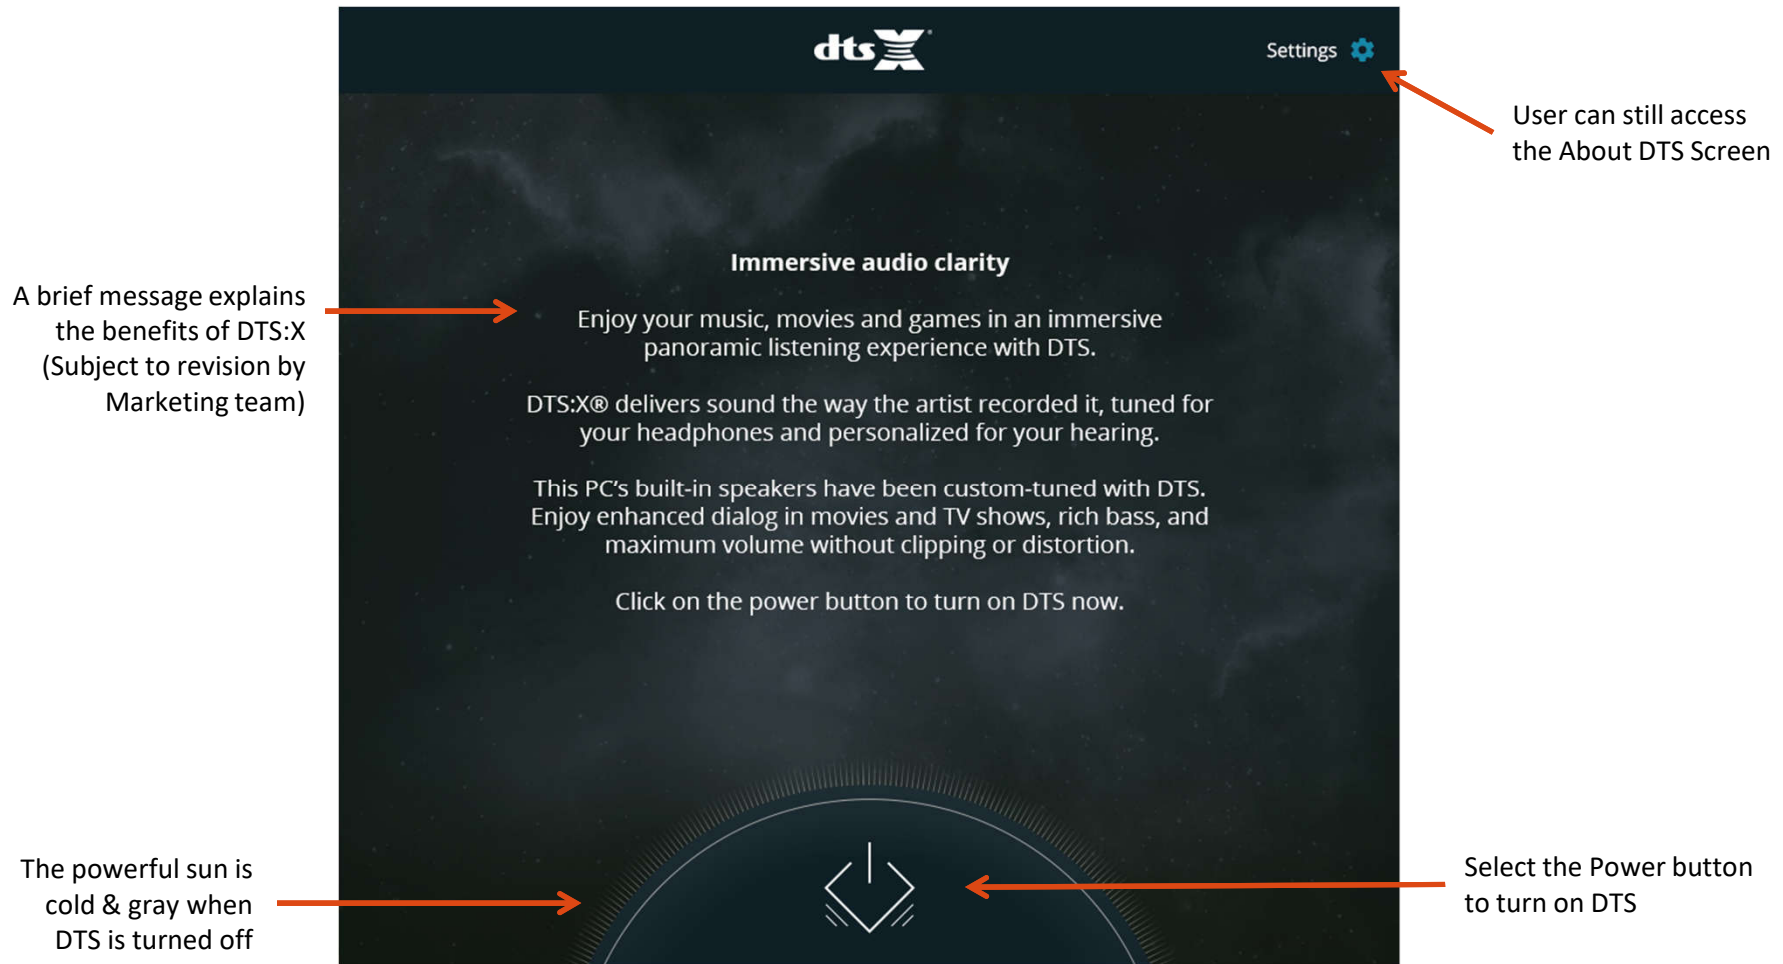 dts X®
Settings
User can still access
the About DTS Screen
Immersive audio clarity
A brief message explains
the benefits of DTS:X
(Subject to revision by
Marketing team)
Enjoy your music, movies and games in an immersive
panoramic listening experience with DTS.
DTS:X® delivers sound the way the artist recorded it, tuned for
your headphones and personalized for your hearing.
This PC’s built-in speakers have been custom-tuned with DTS.
Enjoy enhanced dialog in movies and TV shows, rich bass, and
maximum volume without clipping or distortion.
Click on the power button to turn on DTS now.
The powerful sun is
cold & gray when
DTS is turned off
Select the Power button
to turn on DTS